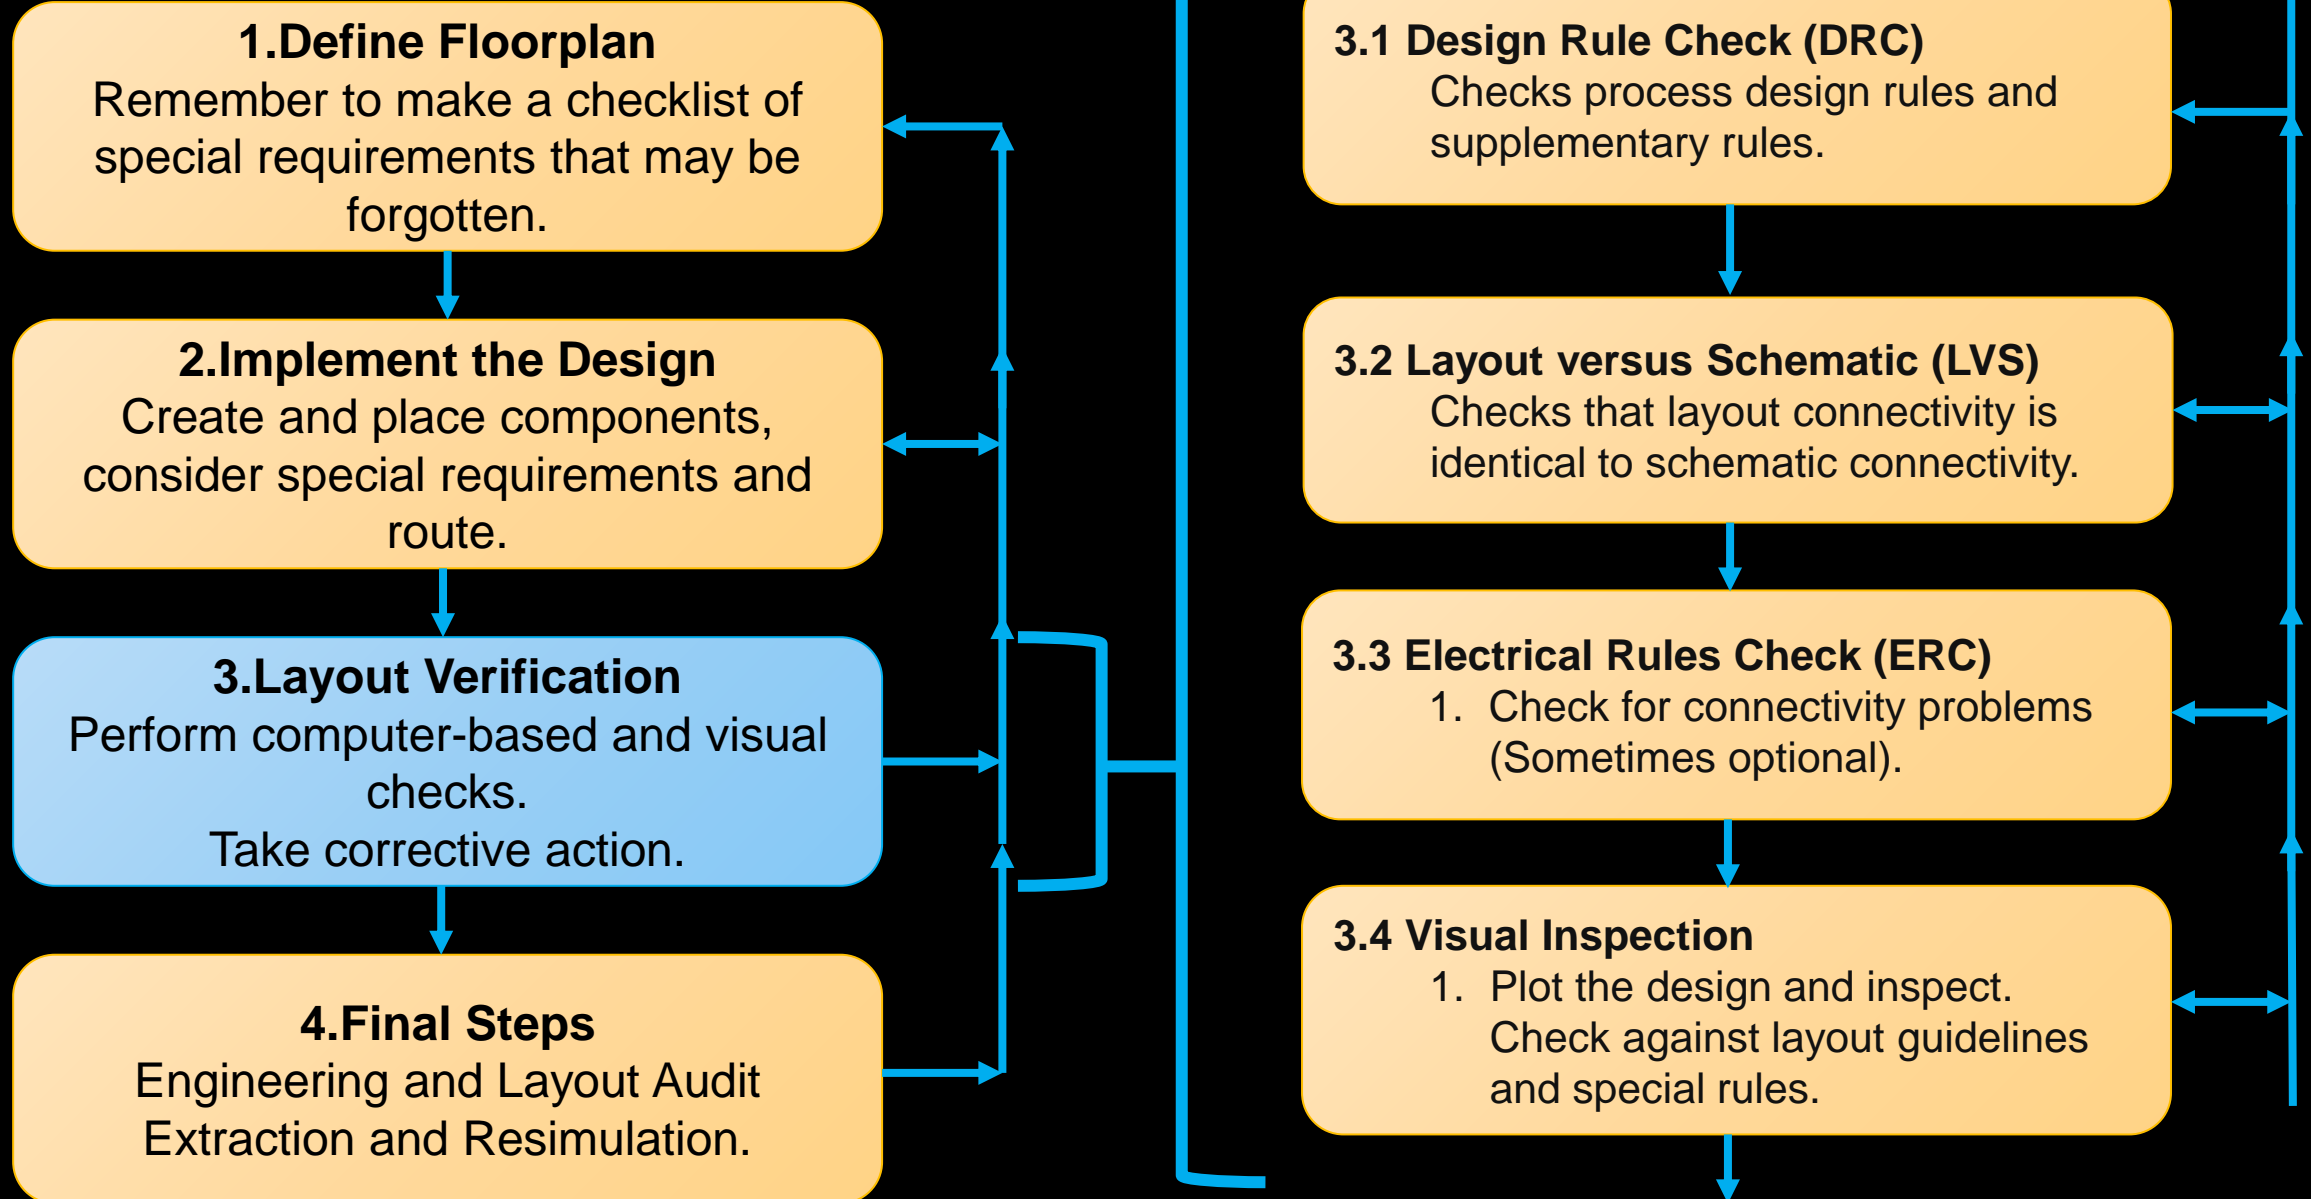 1.Define Floorplan
Remember to make a checklist of
special requirements that may be
forgotten.
2.Implement the Design
Create and place components,
consider special requirements and
route.
3.Layout Verification
Perform computer-based and visual
checks.
Take corrective action.
4.Final Steps
Engineering and Layout Audit
Extraction and Resimulation.
3.1 Design Rule Check (DRC)
Checks process design rules and
supplementary rules.
3.2 Layout versus Schematic (LVS)
Checks that layout connectivity is
identical to schematic connectivity.
3.3 Electrical Rules Check (ERC)
1. Check for connectivity problems
(Sometimes optional).
3.4 Visual Inspection
1. Plot the design and inspect.
Check against layout guidelines
and special rules.